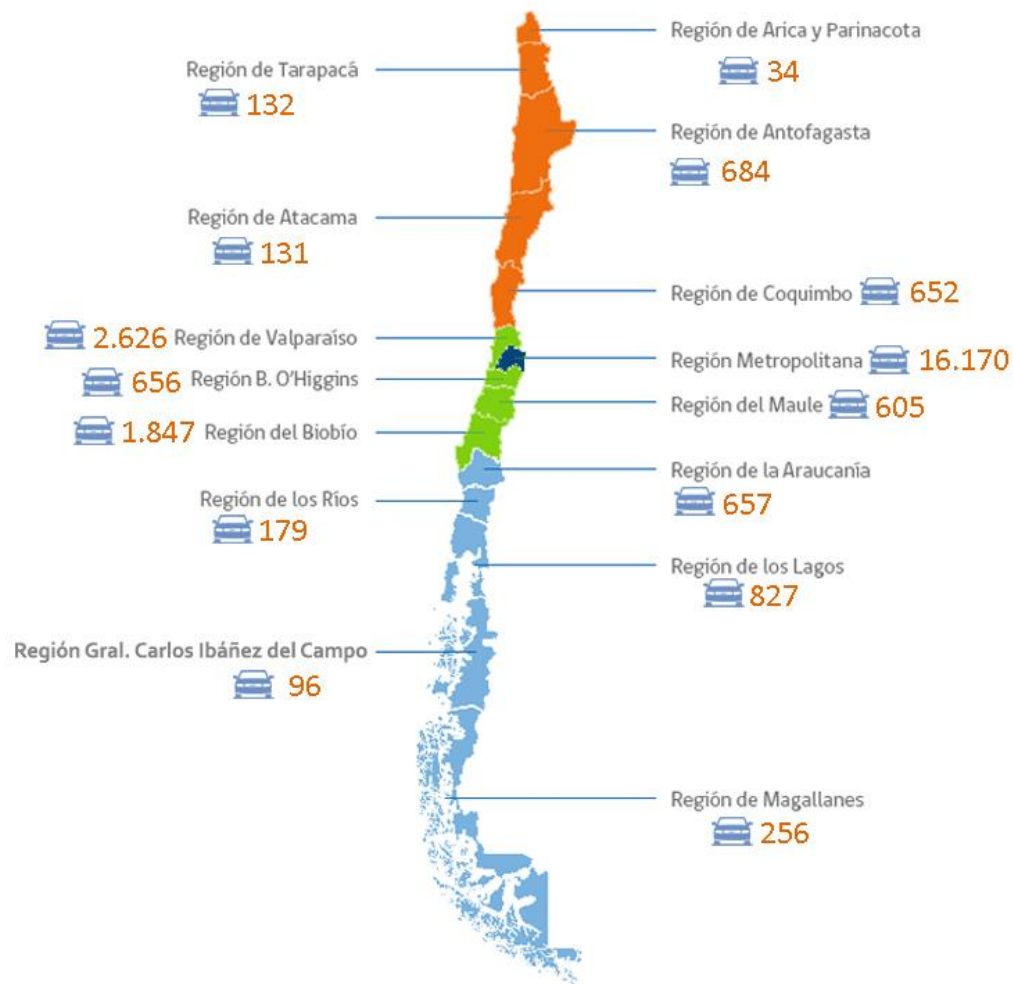 Región de Arica y Parinacota
34
Región de Tarapacá
132
Región de Antofagasta
684
Región de Atacama
131
Región de Coquimbo 652
2.626 Región de Valparaíso
Región Metropolitana 16.170
656 Región B. O'Higgins
Región del Maule 605
1.847 Región del Biobío
Región de la Araucanía
657
Región de los Ríos
179
Región de los Lagos
827
Región Gral. Carlos Ibáñez del Campo
96
Región de Magallanes
256